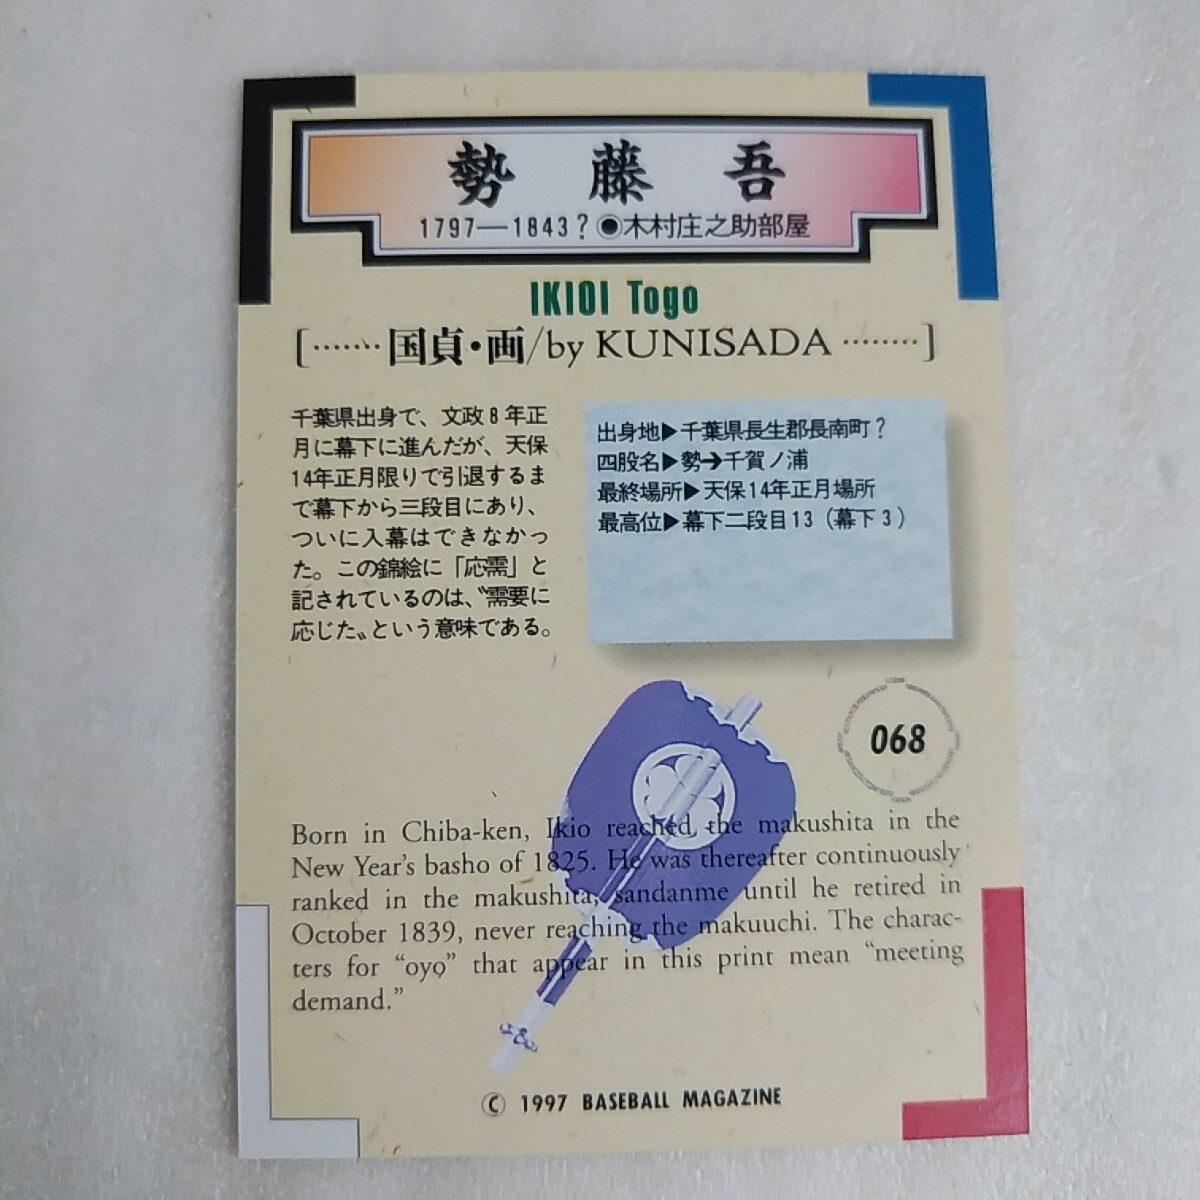 勢藤吾
1797—1843?●木村庄之助部屋
IKIOI Togo
[‥‥‥国貞・画/by KUNISADA‥‥‥]
千葉県出身で、文政8年正
月に幕下に進んだが、天保
14年正月限りで引退するま
で幕下から三段目にあり、
ついに入幕はできなかっ
た。この錦絵に「応需」と
記されているのは、〝需要に
応じた〟という意味である。
出身地▶千葉県長生郡長南町?
四股名▶勢➔千賀ノ浦
最終場所▶天保14年正月場所
最高位▶幕下二段目13(幕下3)
068
Born in Chiba-ken, Ikio reached the makushita in the
New Year's basho of 1825. He was thereafter continuously
ranked in the makushita, sandanme until he retired in
October 1839, never reaching the makuuchi. The charac-
ters for "oyo" that appear in this print mean "meeting
demand."
© 1997 BASEBALL MAGAZINE